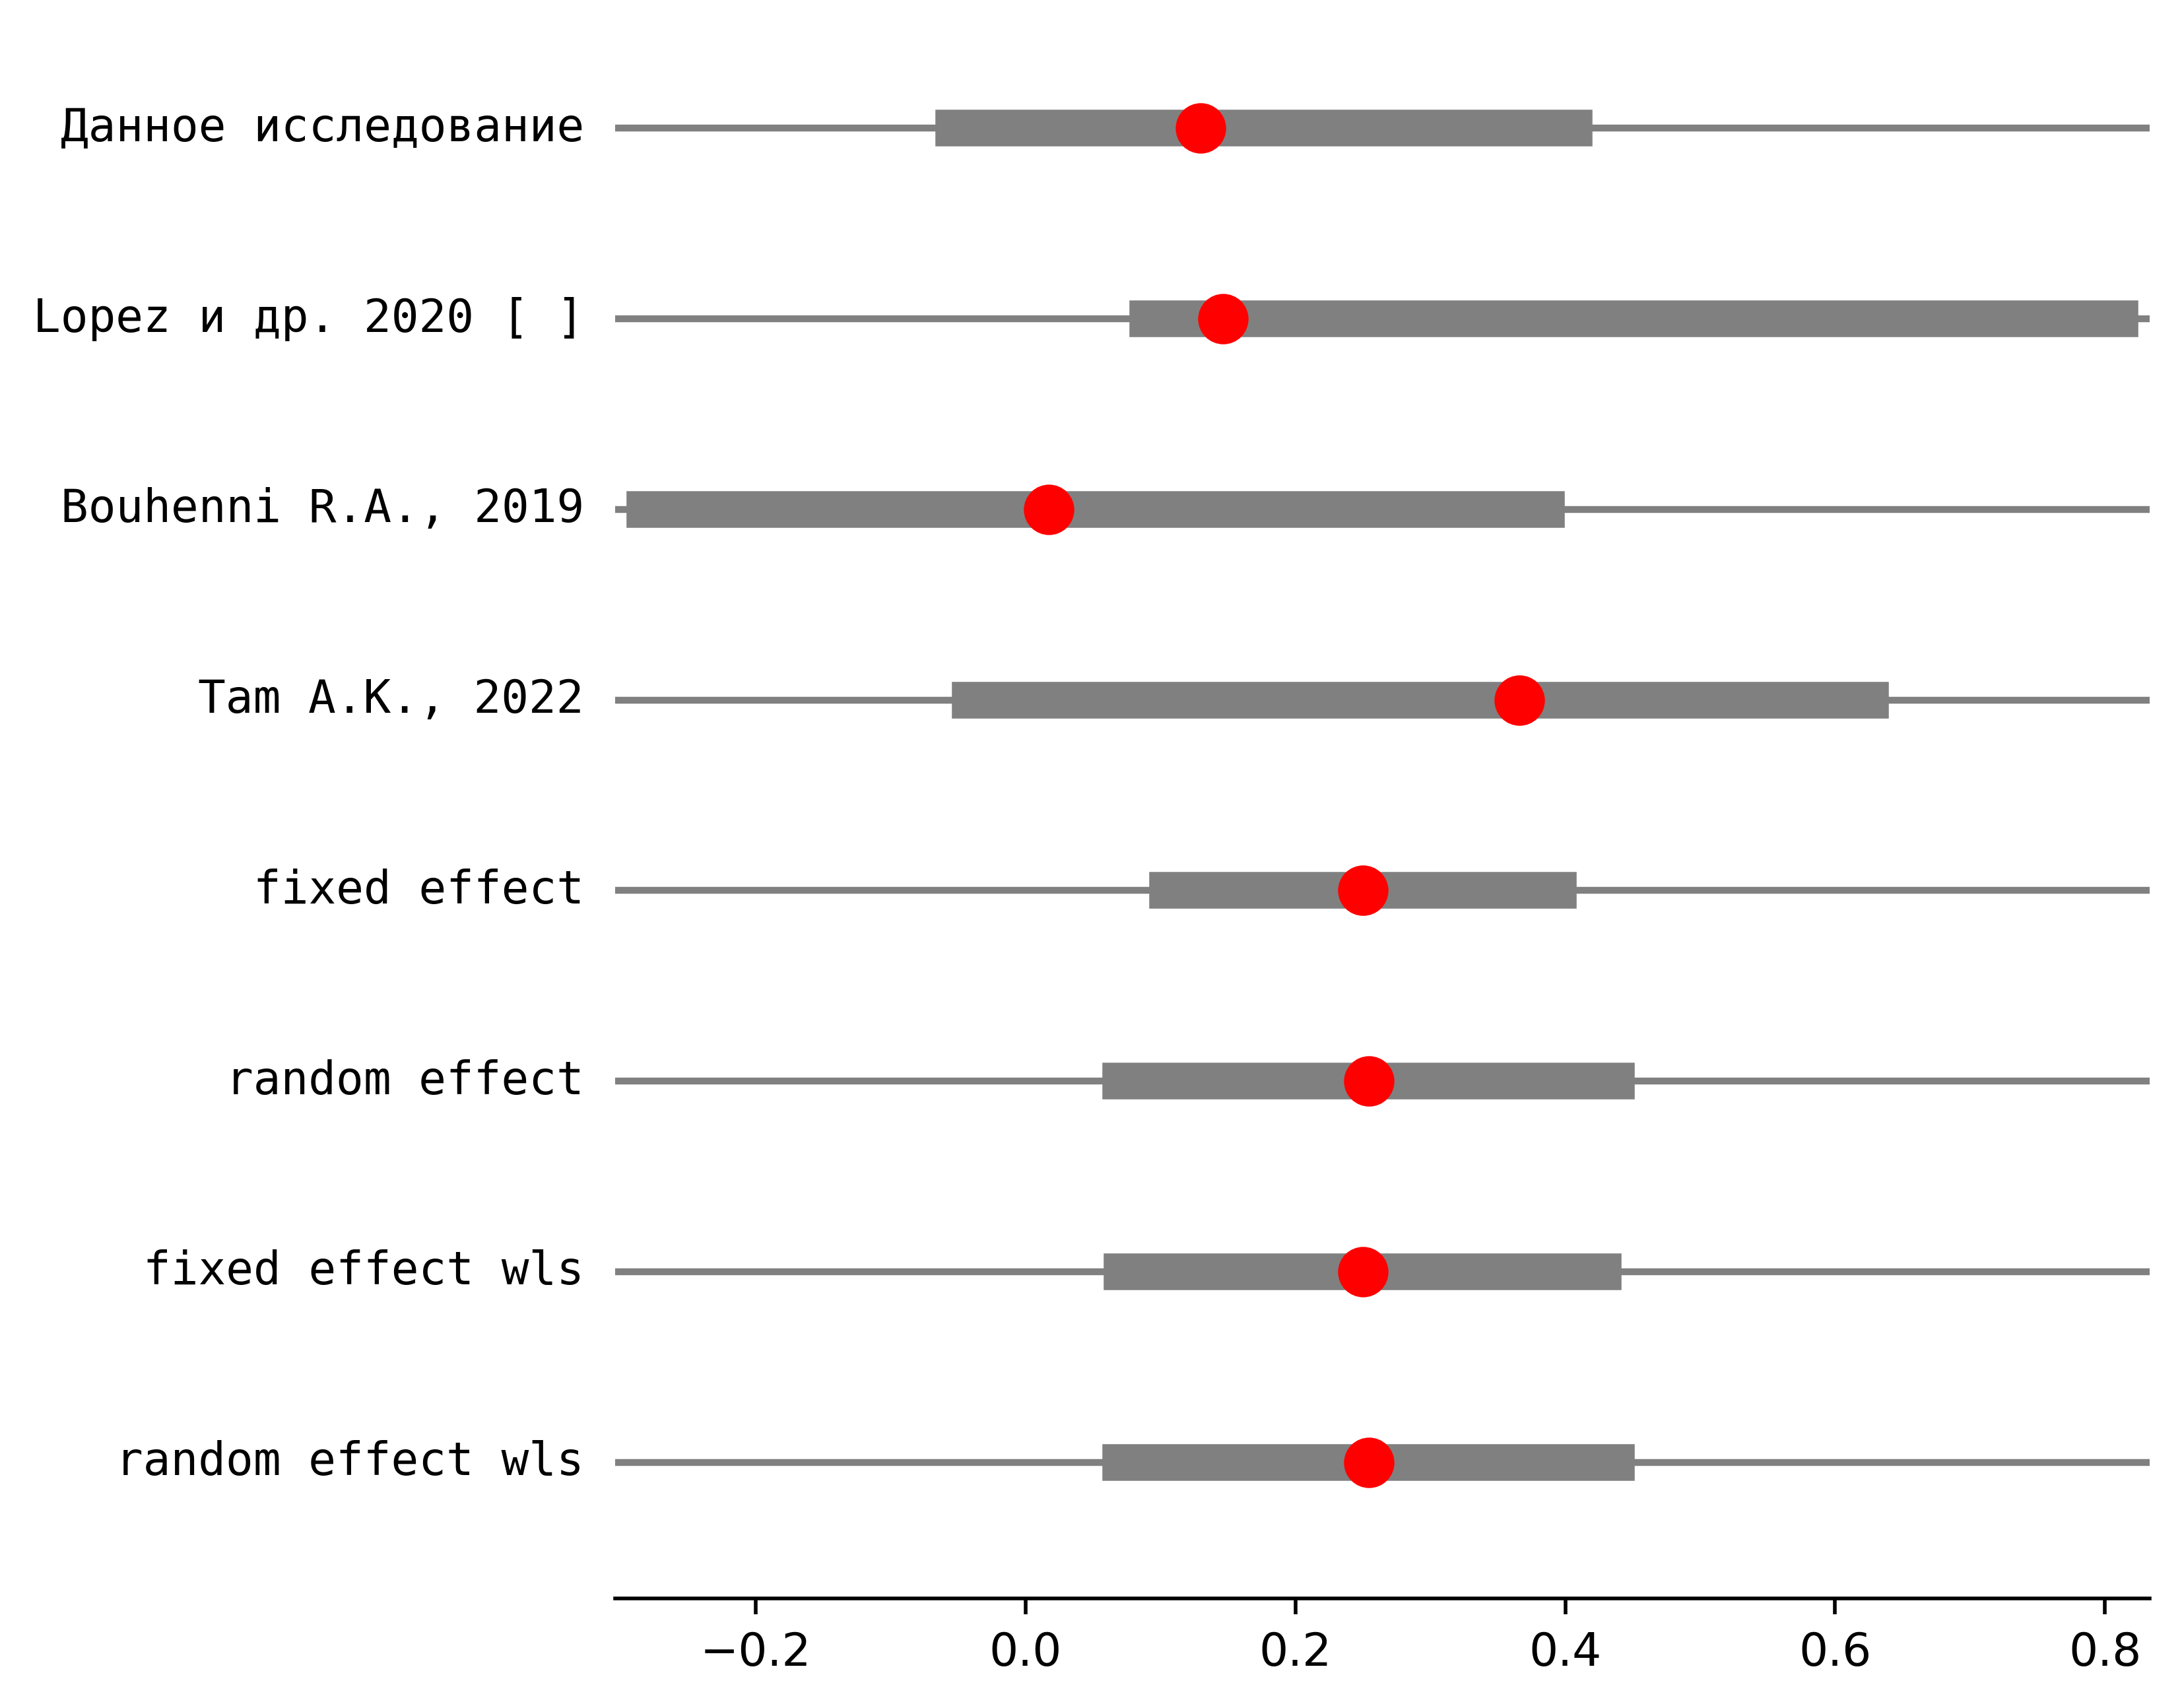 Данное исследование
Lopez и др. 2020 [ ]
Bouhenni R.A., 2019
Tam A.K., 2022
fixed effect
random effect
fixed effect wls
random effect wls
−0.2 0.0 0.2 0.4 0.6 0.8